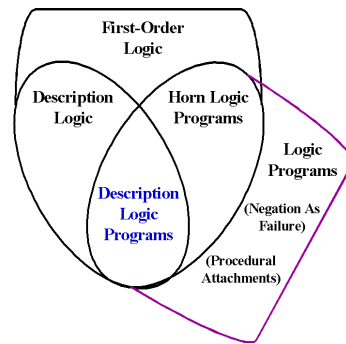 First-Order
Logic
Description
Logic
Horn Logic
Programs
Description
Logic
Programs
Logic
Programs
(Negation As
Failure)
(Procedural
Attachments)